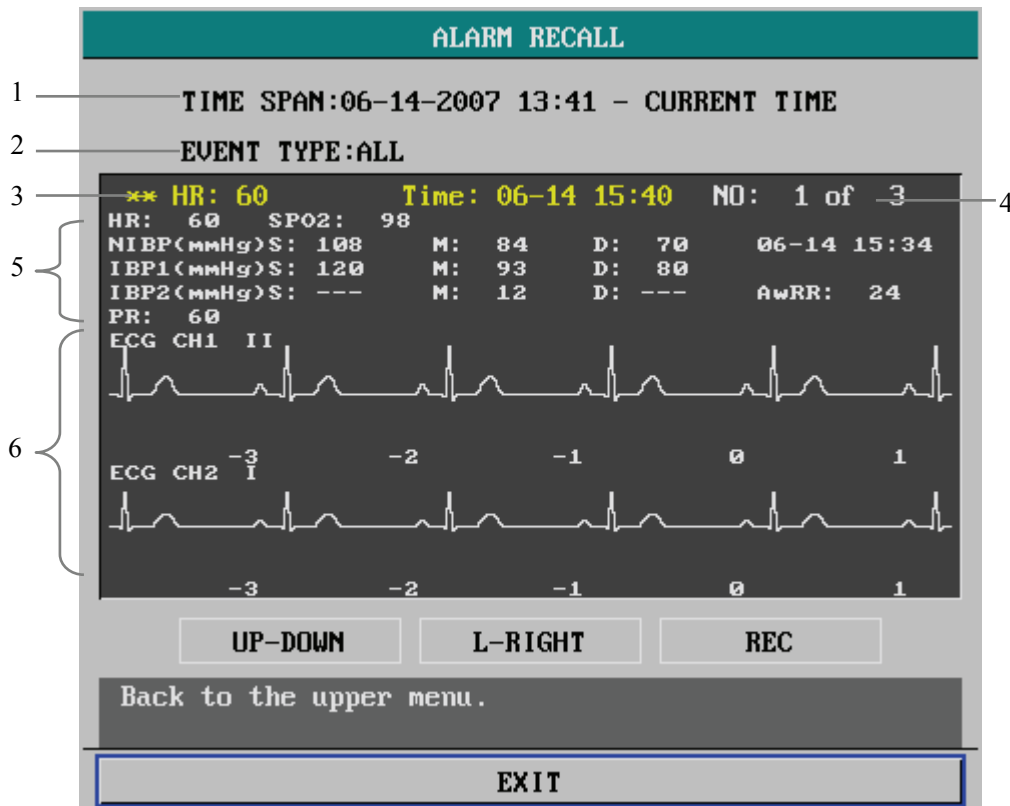 ALARM RECALL
1 TIME SPAN:06-14-2007 13:41 - CURRENT TIME
2 EVENT TYPE:ALL
3 ** HR: 60 Time: 06-14 15:40 NO: 1 of 3 4
HR: 60 SPO2: 98
NIBP(mmHg)S: 108 M: 84 D: 70 06-14 15:34
5 IBP1(mmHg)S: 120 M: 93 D: 80
IBP2(mmHg)S: --- M: 12 D: --- AwRR: 24
PR: 60
ECG CH1 II
6
-3 -2 -1 0 1
ECG CH2 I
-3 -2 -1 0 1
UP-DOWN L-RIGHT REC
Back to the upper menu.
EXIT